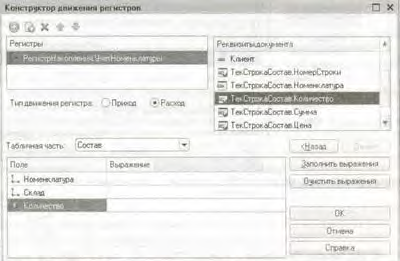 Конструктор движения регистров
Регистры
РегистрНакопления.УчетНоменклатуры
Тип движения регистра:
Приход
Расход
Реквизиты документа
Клиент
ТекСтрокаСостав.НомерСтроки
ТекСтрокаСостав.Номенклатура
ТекСтрокаСостав.Количество
ТекСтрокаСостав.Сумма
ТекСтрокаСостав.Цена
Табличная часть:
Состав
<Назад
Поле
Выражение
Номенклатура
Склад
Количество
Заполнить выражения
Очистить выражения
ОК
Отмена
Справка